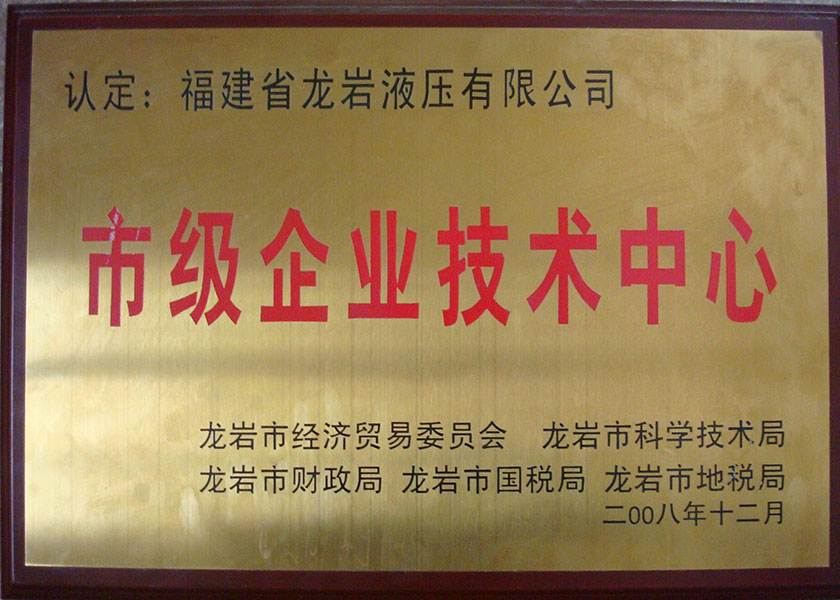 认定：福建省龙岩液压有限公司
市级企业技术中心
龙岩市经济贸易委员会 龙岩市科学技术局
龙岩市财政局 龙岩市国税局 龙岩市地税局
二00八年十二月